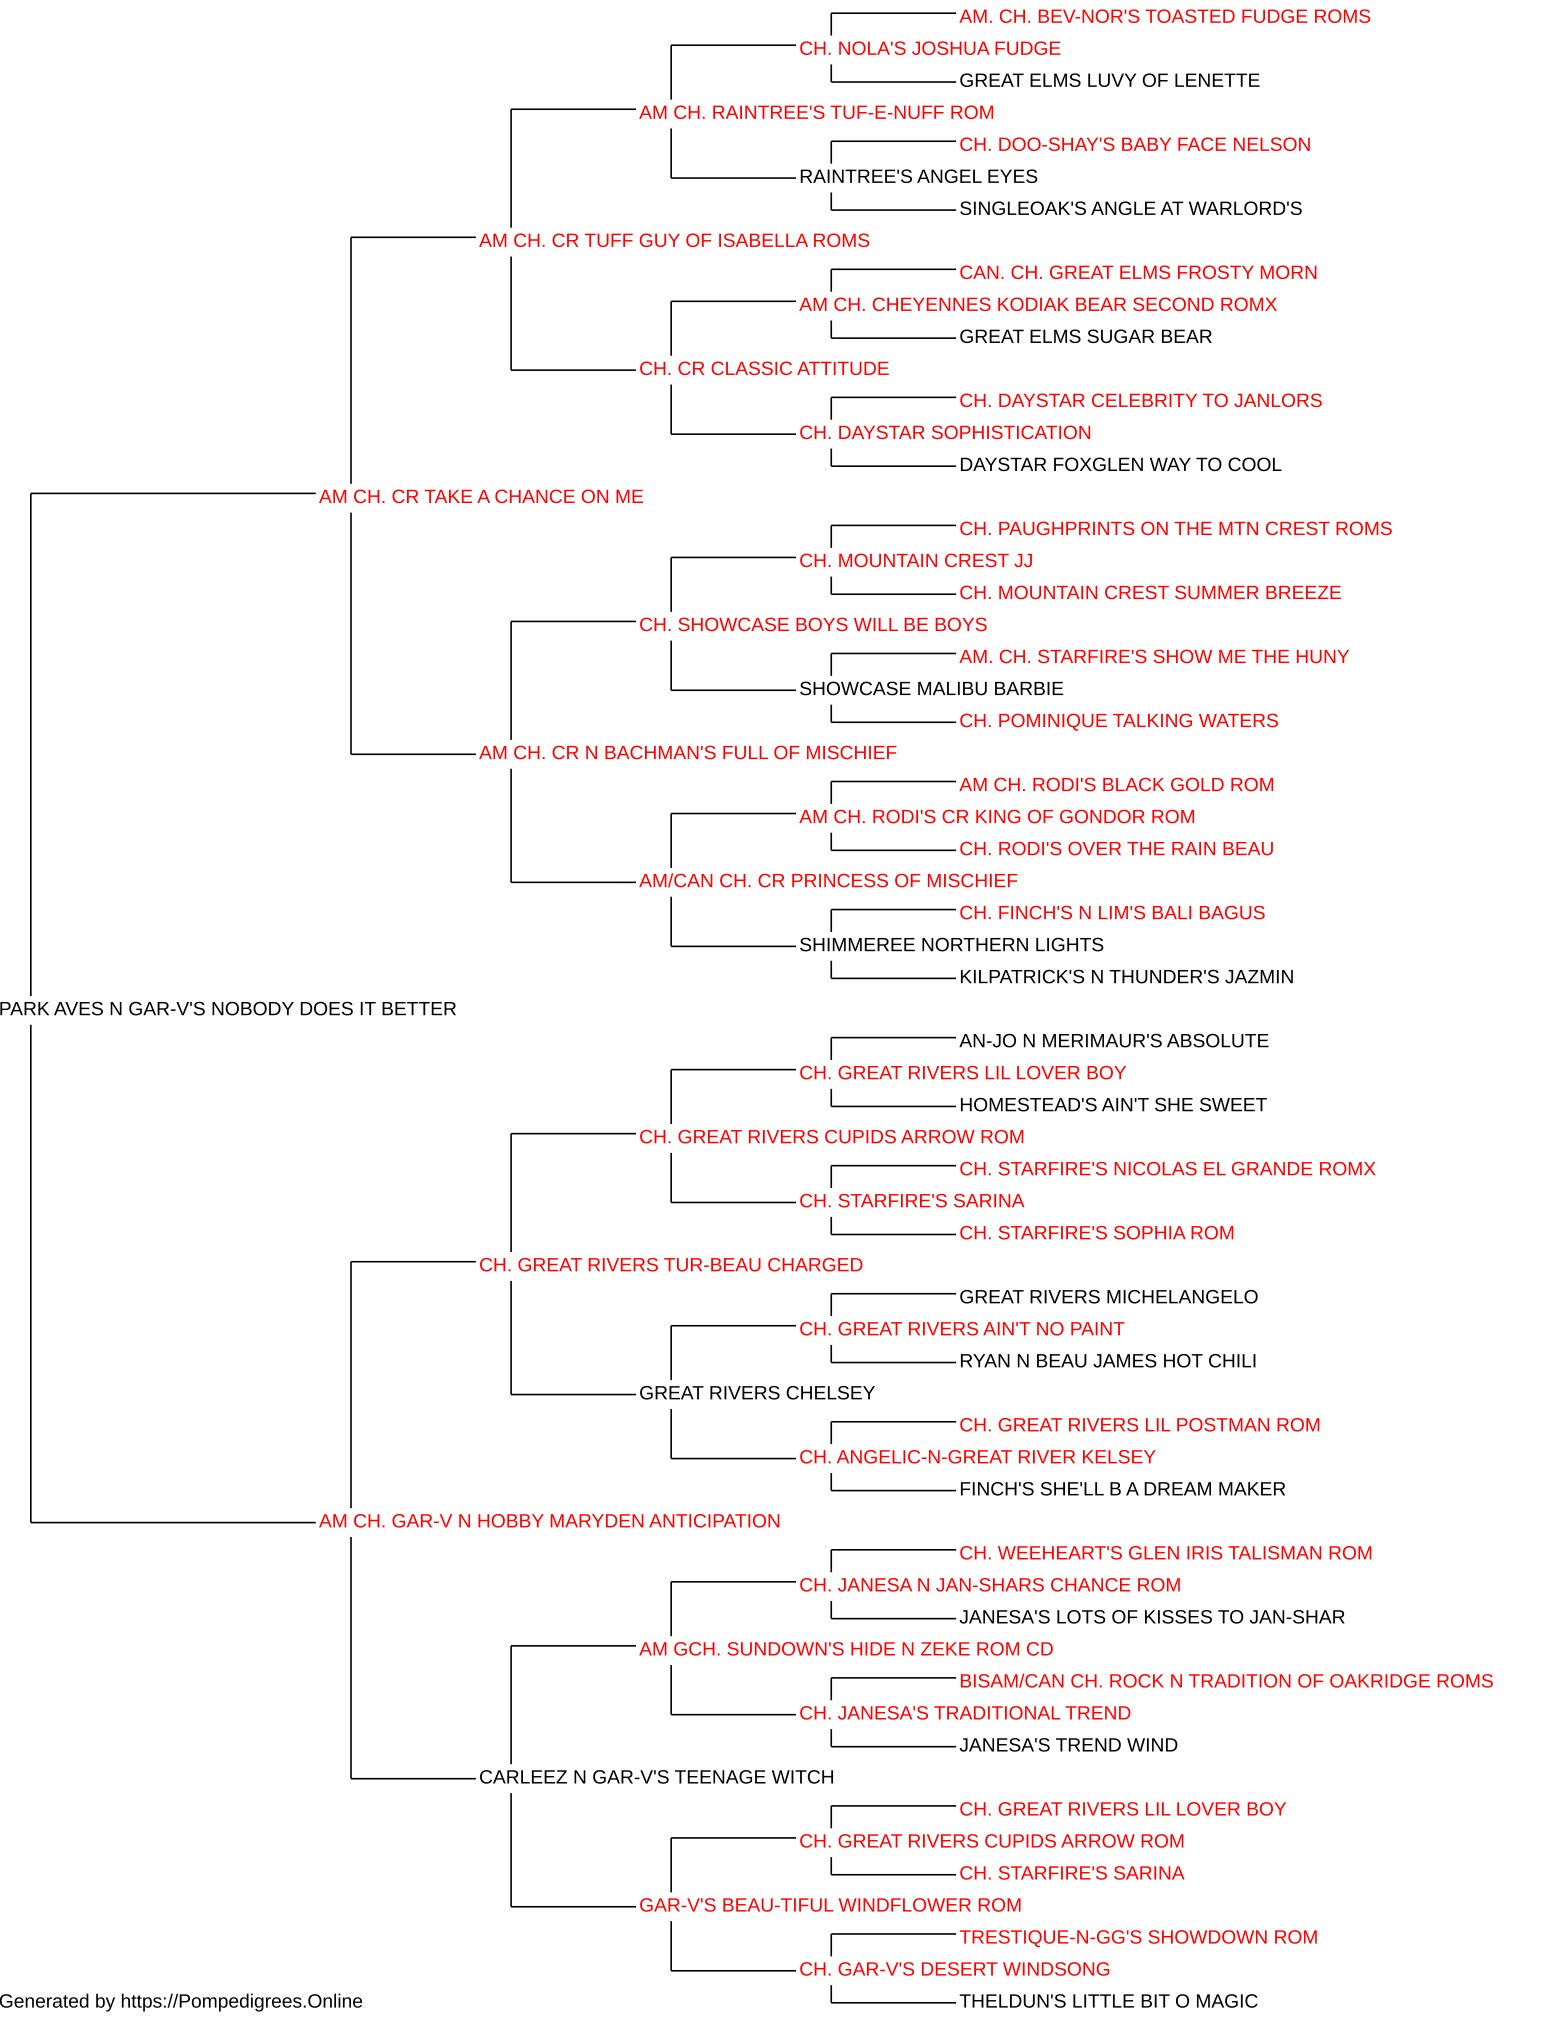 AM. CH. BEV-NOR'S TOASTED FUDGE ROMS
CH. NOLA'S JOSHUA FUDGE
GREAT ELMS LUVY OF LENETTE
AM CH. RAINTREE'S TUF-E-NUFF ROM
CH. DOO-SHAY'S BABY FACE NELSON
RAINTREE'S ANGEL EYES
SINGLEOAK'S ANGLE AT WARLORD'S
AM CH. CR TUFF GUY OF ISABELLA ROMS
CAN. CH. GREAT ELMS FROSTY MORN
AM CH. CHEYENNES KODIAK BEAR SECOND ROMX
GREAT ELMS SUGAR BEAR
CH. CR CLASSIC ATTITUDE
CH. DAYSTAR CELEBRITY TO JANLORS
CH. DAYSTAR SOPHISTICATION
DAYSTAR FOXGLEN WAY TO COOL
AM CH. CR TAKE A CHANCE ON ME
CH. PAUGHPRINTS ON THE MTN CREST ROMS
CH. MOUNTAIN CREST JJ
CH. MOUNTAIN CREST SUMMER BREEZE
CH. SHOWCASE BOYS WILL BE BOYS
AM. CH. STARFIRE'S SHOW ME THE HUNY
SHOWCASE MALIBU BARBIE
CH. POMINIQUE TALKING WATERS
AM CH. CR N BACHMAN'S FULL OF MISCHIEF
AM CH. RODI'S BLACK GOLD ROM
AM CH. RODI'S CR KING OF GONDOR ROM
CH. RODI'S OVER THE RAIN BEAU
AM/CAN CH. CR PRINCESS OF MISCHIEF
CH. FINCH'S N LIM'S BALI BAGUS
SHIMMEREE NORTHERN LIGHTS
KILPATRICK'S N THUNDER'S JAZMIN
PARK AVES N GAR-V'S NOBODY DOES IT BETTER
AN-JO N MERIMAUR'S ABSOLUTE
CH. GREAT RIVERS LIL LOVER BOY
HOMESTEAD'S AIN'T SHE SWEET
CH. GREAT RIVERS CUPIDS ARROW ROM
CH. STARFIRE'S NICOLAS EL GRANDE ROMX
CH. STARFIRE'S SARINA
CH. STARFIRE'S SOPHIA ROM
CH. GREAT RIVERS TUR-BEAU CHARGED
GREAT RIVERS MICHELANGELO
CH. GREAT RIVERS AIN'T NO PAINT
RYAN N BEAU JAMES HOT CHILI
GREAT RIVERS CHELSEY
CH. GREAT RIVERS LIL POSTMAN ROM
CH. ANGELIC-N-GREAT RIVER KELSEY
FINCH'S SHE'LL B A DREAM MAKER
AM CH. GAR-V N HOBBY MARYDEN ANTICIPATION
CH. WEEHEART'S GLEN IRIS TALISMAN ROM
CH. JANESA N JAN-SHARS CHANCE ROM
JANESA'S LOTS OF KISSES TO JAN-SHAR
AM GCH. SUNDOWN'S HIDE N ZEKE ROM CD
BISAM/CAN CH. ROCK N TRADITION OF OAKRIDGE ROMS
CH. JANESA'S TRADITIONAL TREND
JANESA'S TREND WIND
CARLEEZ N GAR-V'S TEENAGE WITCH
CH. GREAT RIVERS LIL LOVER BOY
CH. GREAT RIVERS CUPIDS ARROW ROM
CH. STARFIRE'S SARINA
GAR-V'S BEAU-TIFUL WINDFLOWER ROM
TRESTIQUE-N-GG'S SHOWDOWN ROM
CH. GAR-V'S DESERT WINDSONG
THELDUN'S LITTLE BIT O MAGIC
Generated by https://Pompedigrees.Online